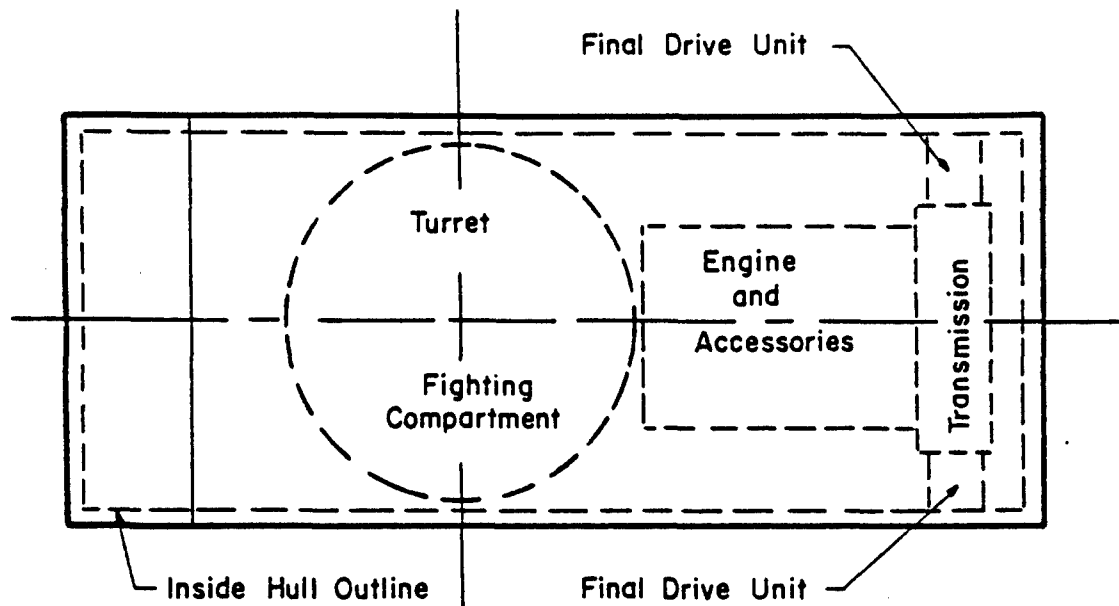 Final Drive Unit
Turret
Engine
and
Accessories
Transmission
Fighting
Compartment
Inside Hull Outline
Final Drive Unit